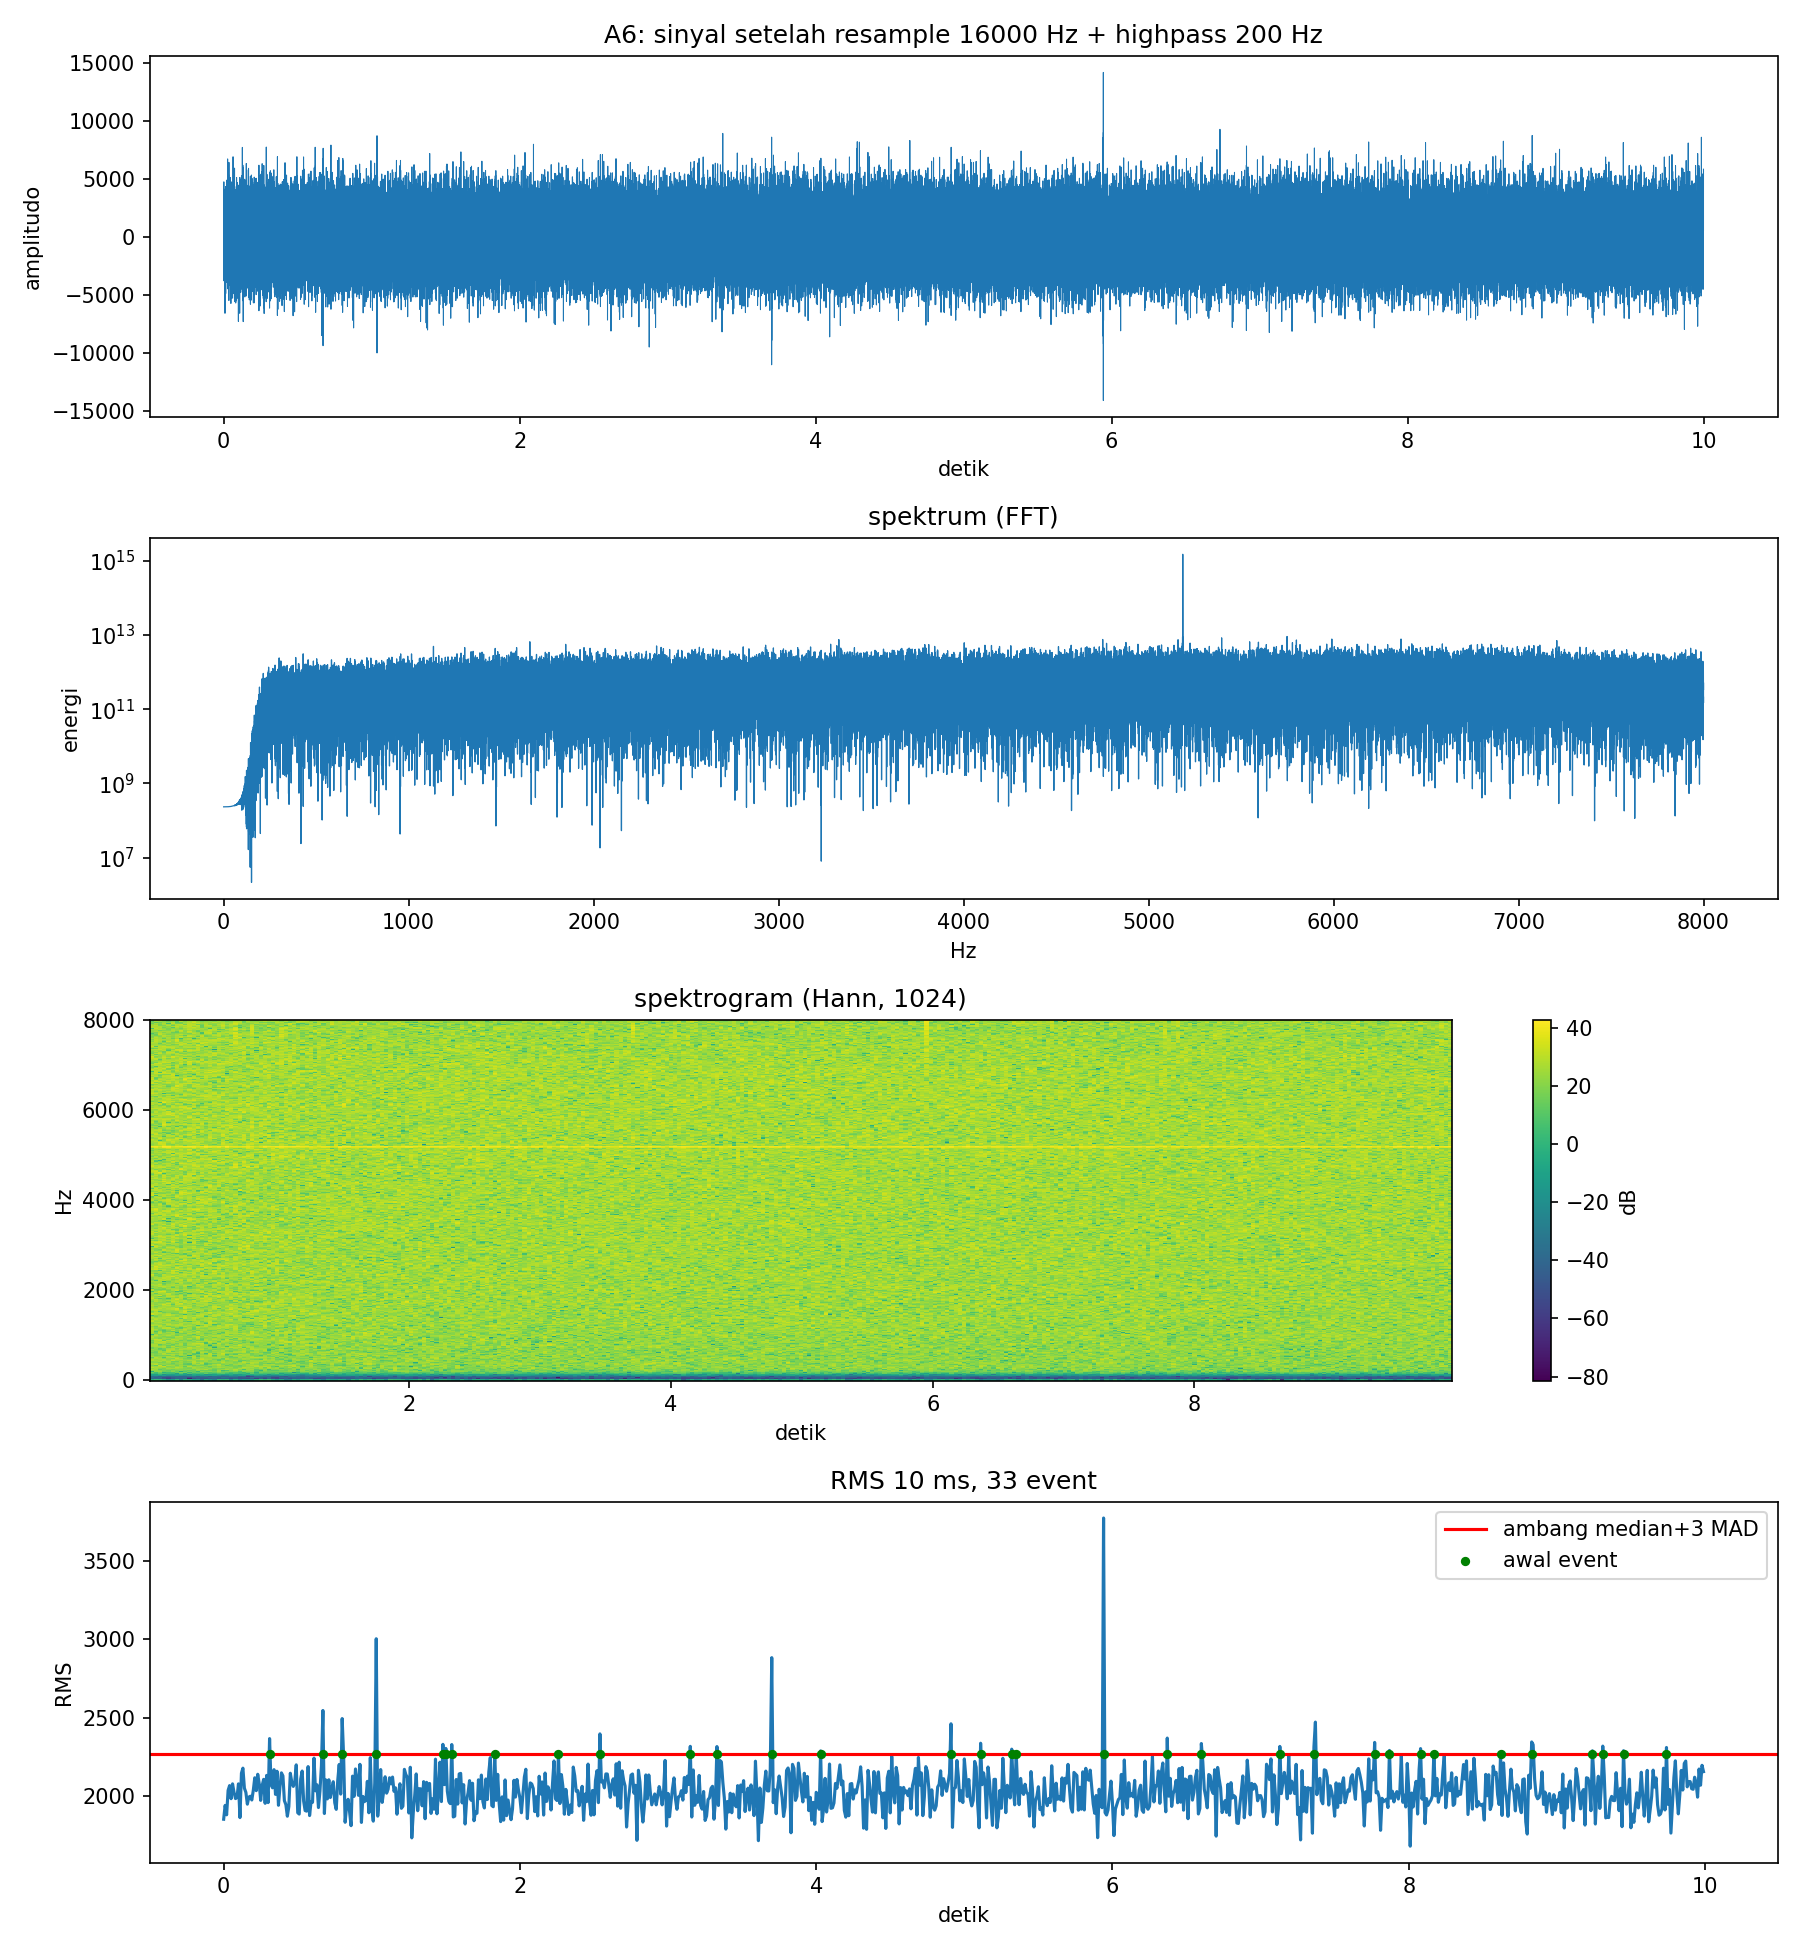 A6: sinyal setelah resample 16000 Hz + highpass 200 Hz
15000
10000
5000
0
−5000
−10000
−15000
amplitudo
0 2 4 6 8 10
detik
spektrum (FFT)
10^15
10^13
10^11
10^9
10^7
energi
0 1000 2000 3000 4000 5000 6000 7000 8000
Hz
spektrogram (Hann, 1024)
8000
6000
4000
2000
0
Hz
2 4 6 8
detik
40
20
0
−20
−40
−60
−80
dB
RMS 10 ms, 33 event
ambang median+3 MAD
awal event
3500
3000
2500
2000
RMS
0 2 4 6 8 10
detik